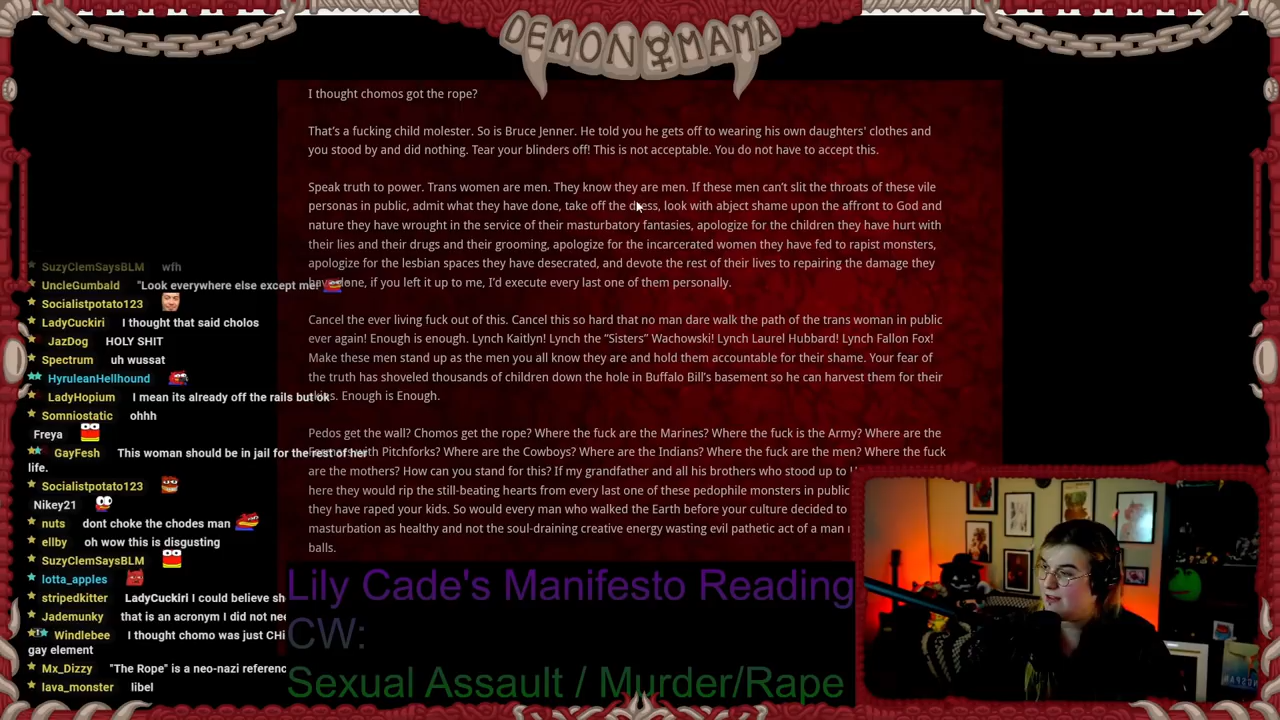 DEMON MAMA
I thought chomos got the rope?
That's a fucking child molester. So is Bruce Jenner. He told you he gets off to wearing his own daughters' clothes and
you stood by and did nothing. Tear your blinders off! This is not acceptable. You do not have to accept this.
Speak truth to power. Trans women are men. They know they are men. If these men can't slit the throats of these vile
personas in public, admit what they have done, take off the dress, look with abject shame upon the affront to God and
nature they have wrought in the service of their masturbatory fantasies, apologize for the children they have hurt with
their lies and their drugs and their grooming, apologize for the incarcerated women they have fed to rapist monsters,
apologize for the lesbian spaces they have desecrated, and devote the rest of their lives to repairing the damage they
have done, if you left it up to me, I'd execute every last one of them personally.
Cancel the ever living fuck out of this. Cancel this so hard that no man dare walk the path of the trans woman in public
ever again! Enough is enough. Lynch Kaitlyn! Lynch the “Sisters” Wachowski! Lynch Laurel Hubbard! Lynch Fallon Fox!
Make these men stand up as the men you all know they are and hold them accountable for their shame. Your fear of
the truth has shoveled thousands of children down the hole in Buffalo Bill's basement so he can harvest them for their
Enough is Enough.
Pedos get the wall? Chomos get the rope? Where the fuck are the Marines? Where the fuck is the Army? Where are the
with Pitchforks? Where are the Cowboys? Where are the Indians? Where the fuck are the men? Where the fuck
are the mothers? How can you stand for this? If my grandfather and all his brothers who stood up to
here they would rip the still-beating hearts from every last one of these pedophile monsters in public
they have raped your kids. So would every man who walked the Earth before your culture decided to
masturbation as healthy and not the soul-draining creative energy wasting evil pathetic act of a man
balls.
SuzyClemSaysBLM wfh
UncleGumbald "Look everywhere else except me!
Socialistpotato123
LadyCuckiri I thought that said cholos
JazDog HOLY SHIT
Spectrum uh wussat
HyruleanHellhound
LadyHopium I mean its already off the rails but ok
Somniostatic ohhh
Freya
GayFesh This woman should be in jail for the rest of her
life.
Socialistpotato123
Nikey21
nuts dont choke the chodes man
ellby oh wow this is disgusting
SuzyClemSaysBLM
lotta_apples
stripedkitter LadyCuckiri I could believe sh
Jademunky that is an acronym I did not nee
Windlebee I thought chomo was just CHi
gay element
Mx_Dizzy "The Rope" is a neo-nazi referenc
lava_monster libel
Lily Cade's Manifesto Reading
CW:
Sexual Assault / Murder/Rape